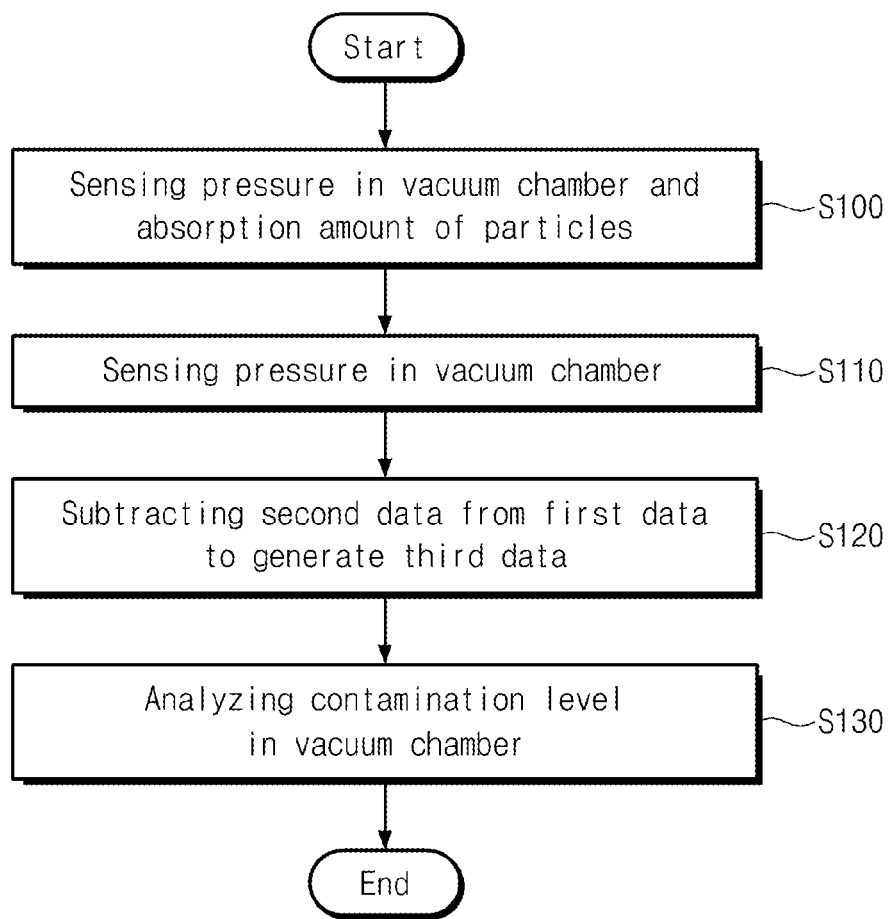 Start
Sensing pressure in vacuum chamber and
absorption amount of particles
S100
Sensing pressure in vacuum chamber
S110
Subtracting second data from first data
to generate third data
S120
Analyzing contamination level
in vacuum chamber
S130
End